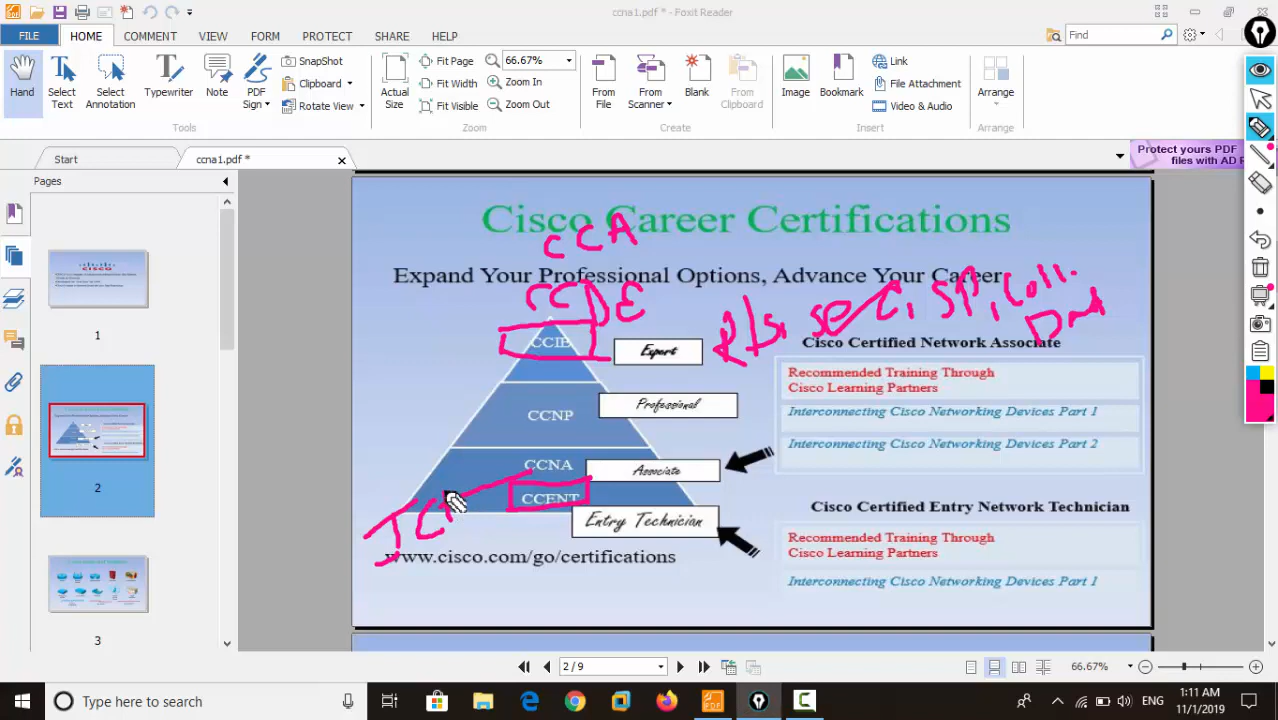 ccna1.pdf * - Foxit Reader
FILE HOME COMMENT VIEW FORM PROTECT SHARE HELP
Find
Hand
Select Text
Select Annotation
Typewriter
Note
PDF Sign
SnapShot
Clipboard
Rotate View
Tools
Actual Size
Fit Page
Fit Width
Fit Visible
66.67%
Zoom In
Zoom Out
Zoom
From File
From Scanner
Blank
From Clipboard
Create
Image
Bookmark
Link
File Attachment
Video & Audio
Insert
Arrange
Arrange
Start
ccna1.pdf *
Protect yours PDF
files with AD R
Pages
1
2
3
Cisco Career Certifications
CCA
Expand Your Professional Options, Advance Your Career
CCDE
R/S, sec, SP, Coll.
CCIE
Expert
CCNP
Professional
CCNA
Associate
CCENT
Entry Technician
www.cisco.com/go/certifications
Cisco Certified Network Associate
Recommended Training Through
Cisco Learning Partners
Interconnecting Cisco Networking Devices Part 1
Interconnecting Cisco Networking Devices Part 2
Cisco Certified Entry Network Technician
Recommended Training Through
Cisco Learning Partners
Interconnecting Cisco Networking Devices Part 1
2 / 9
66.67%
Type here to search
ENG
1:11 AM
11/1/2019